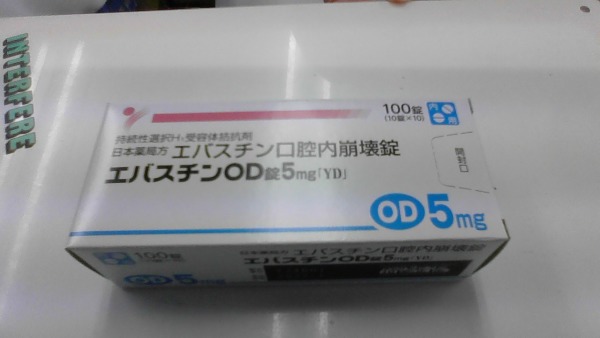 INTERFERE
100錠
(10錠×10)
内
用
持続性選択H₁受容体拮抗剤
日本薬局方 エバスチン口腔内崩壊錠
エバスチンOD錠5mg「YD」
開封口
OD 5mg
100錠
日本薬局方 エバスチン口腔内崩壊錠
エバスチンOD錠5mg「YD」
OD 5mg